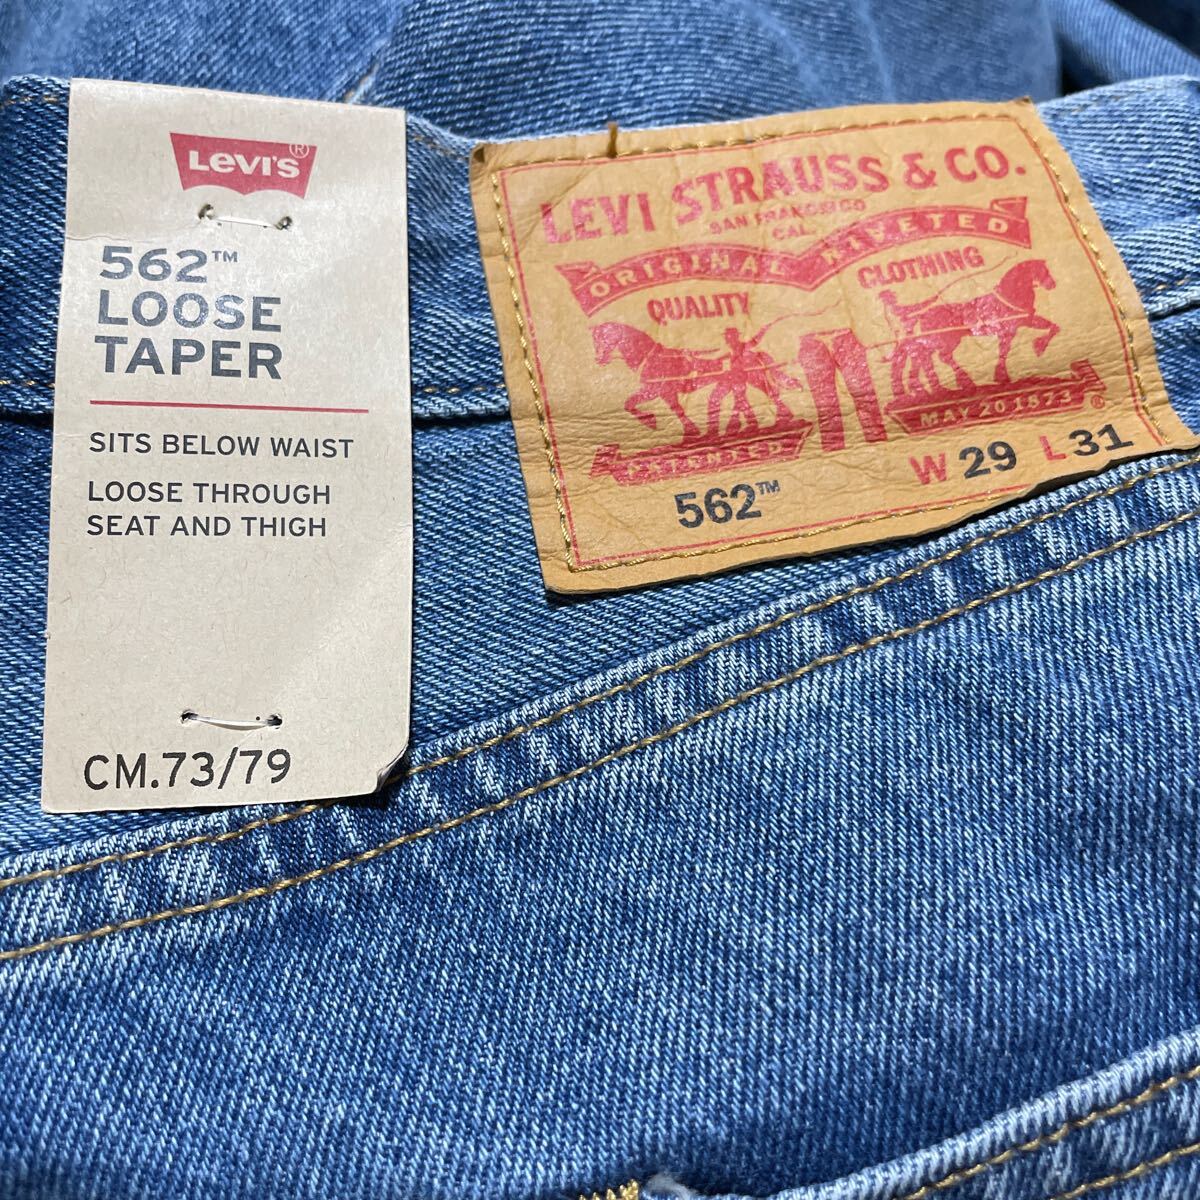 LEVI'S®
562™
LOOSE
TAPER
SITS BELOW WAIST
LOOSE THROUGH
SEAT AND THIGH
CM.73/79
LEVI STRAUSS & CO.
SAN FRANCISCO
CAL.
ORIGINAL RIVETED
QUALITY CLOTHING
PATENTED MAY 20 1873 ®
562™ W 29 L 31